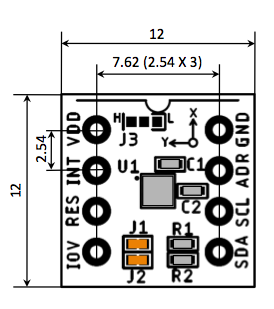 12
7.62 (2.54 X 3)
H L X
VDD J3 Y GND
2.54
INT U1 C1 ADR
12
RES C2 SCL
IOV J1 R1 SDA
J2 R2